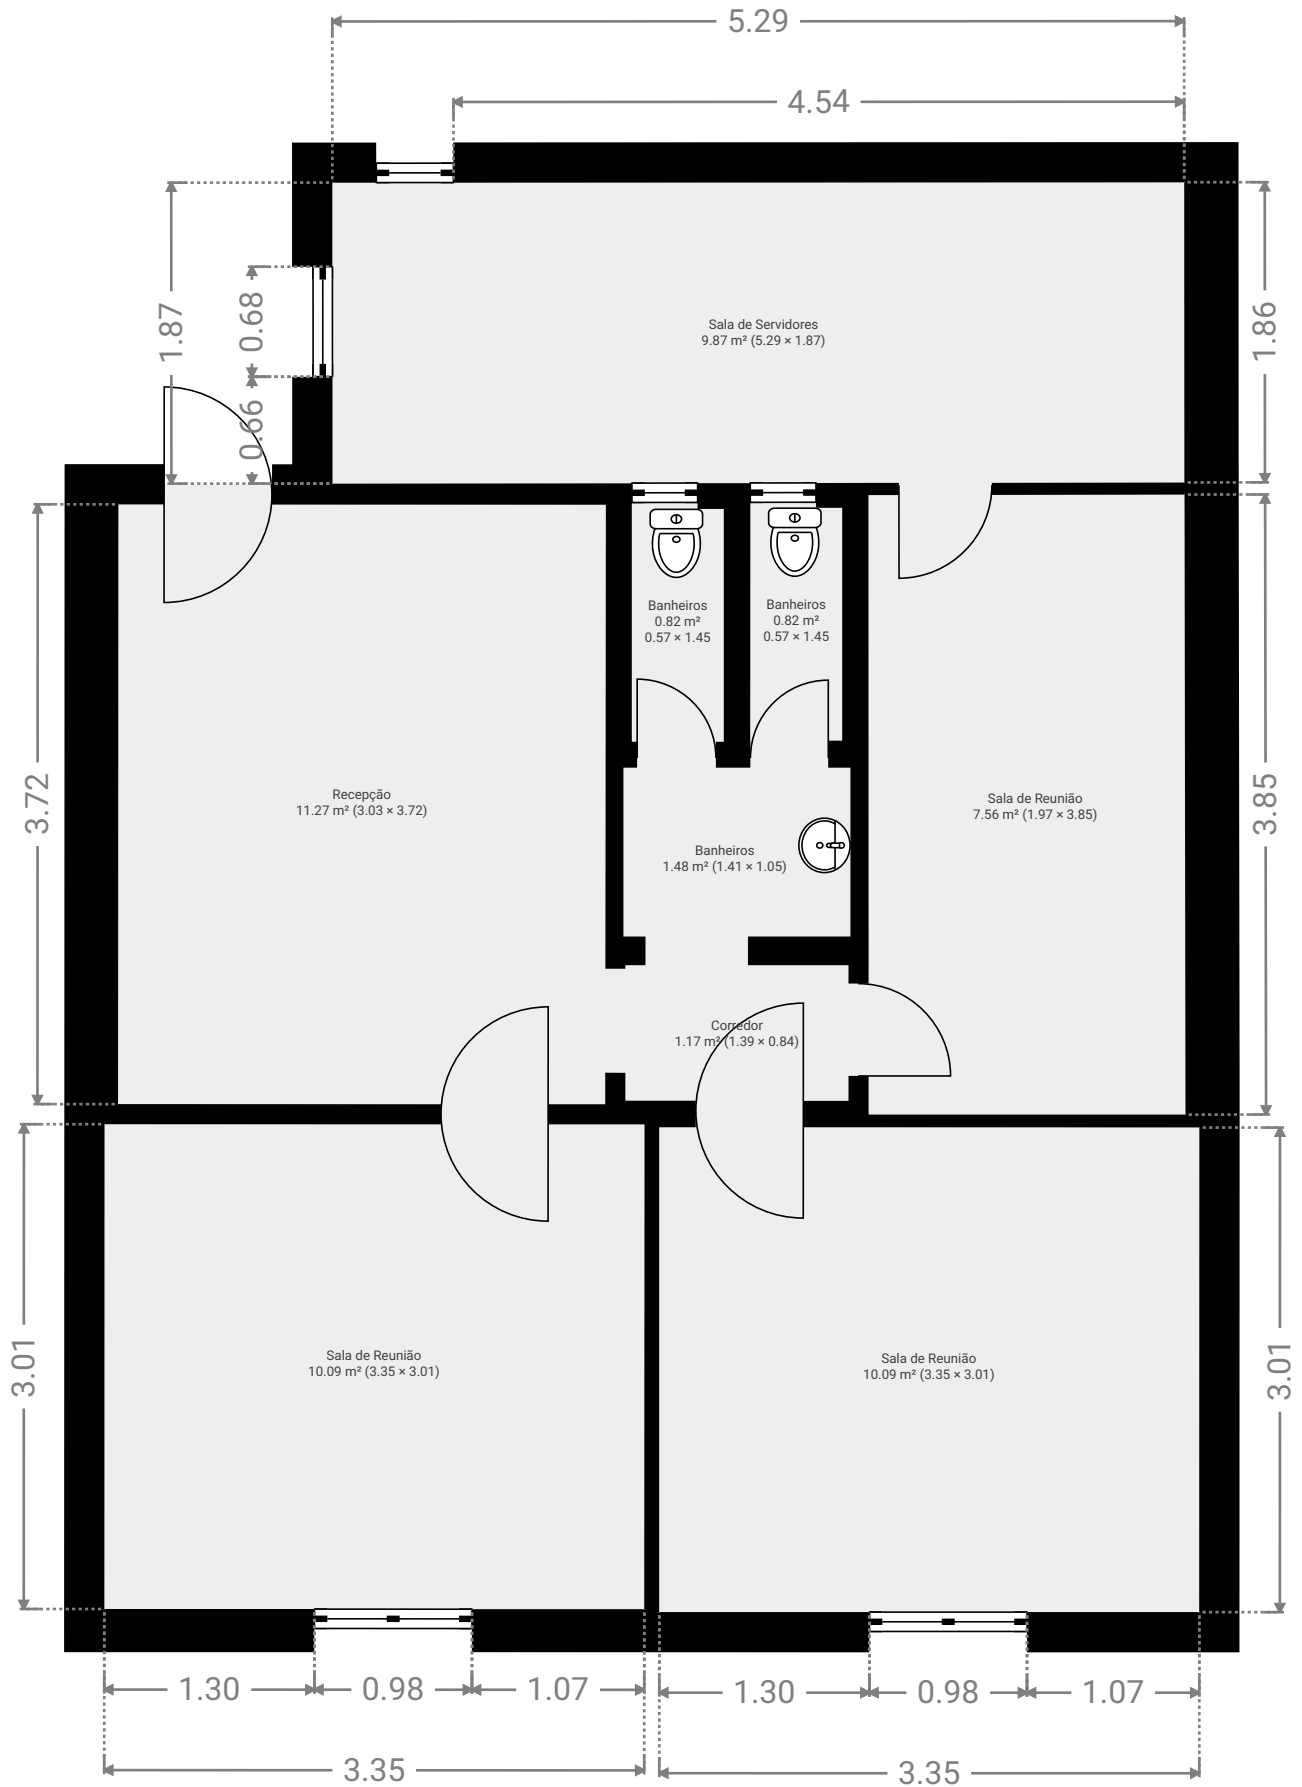 5.29
4.54
1.87
0.68
0.66
1.86
Sala de Servidores
9.87 m² (5.29 × 1.87)
Banheiros
0.82 m²
0.57 × 1.45
Banheiros
0.82 m²
0.57 × 1.45
3.72
Recepção
11.27 m² (3.03 × 3.72)
Banheiros
1.48 m² (1.41 × 1.05)
Sala de Reunião
7.56 m² (1.97 × 3.85)
3.85
Corredor
1.17 m² (1.39 × 0.84)
3.01
Sala de Reunião
10.09 m² (3.35 × 3.01)
Sala de Reunião
10.09 m² (3.35 × 3.01)
3.01
1.30
0.98
1.07
1.30
0.98
1.07
3.35
3.35